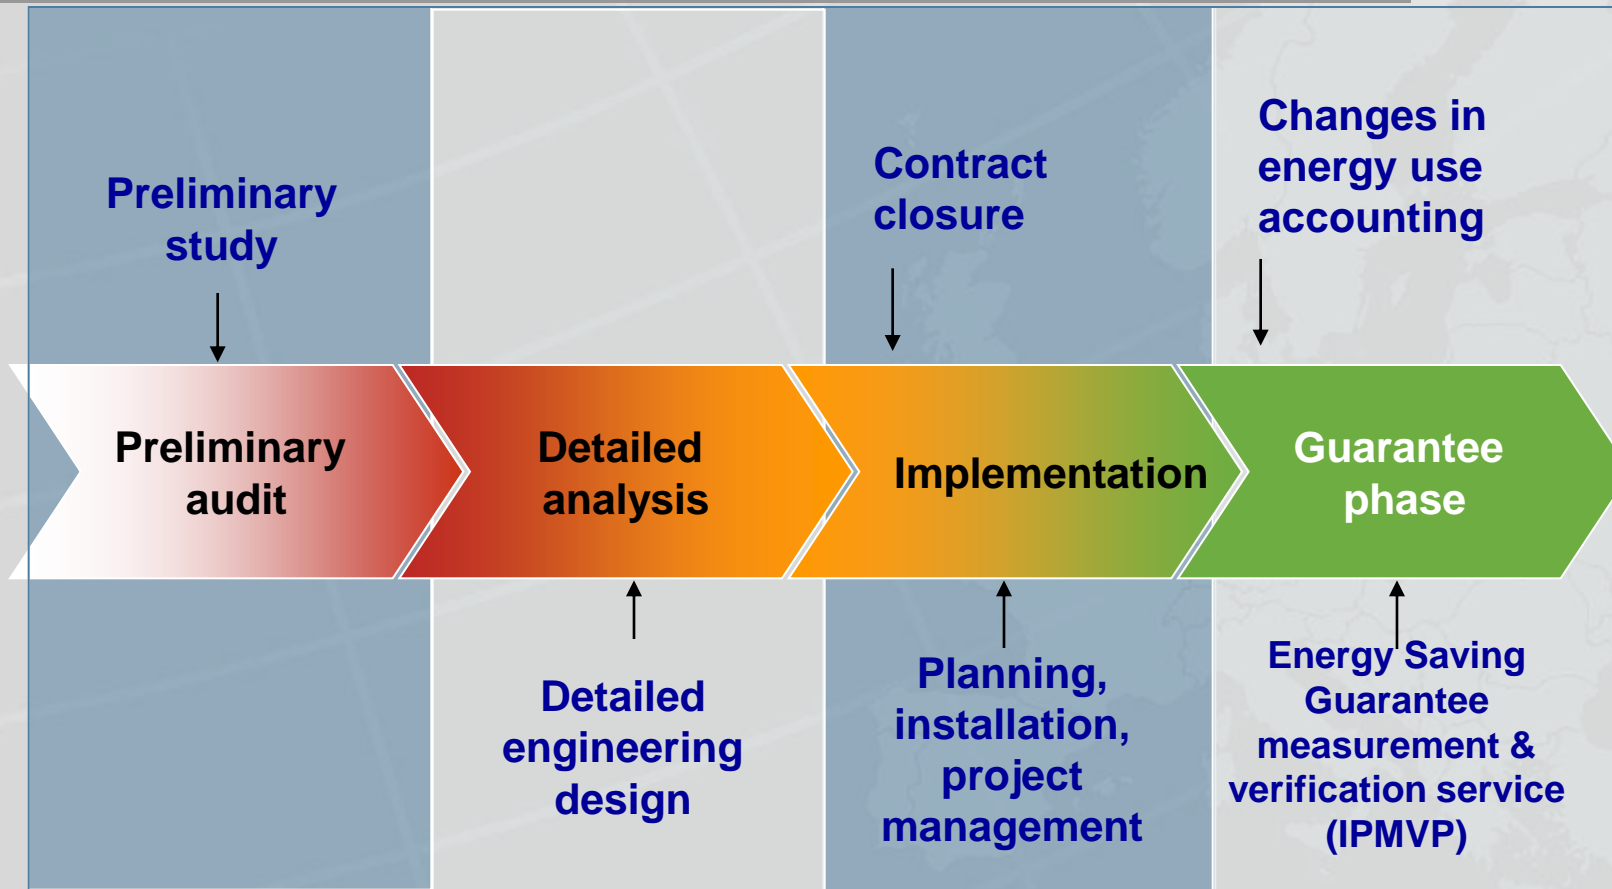 Preliminary
study
Contract
closure
Changes in
energy use
accounting
Preliminary
audit
Detailed
analysis
Implementation
Guarantee
phase
Detailed
engineering
design
Planning,
installation,
project
management
Energy Saving
Guarantee
measurement &
verification service
(IPMVP)